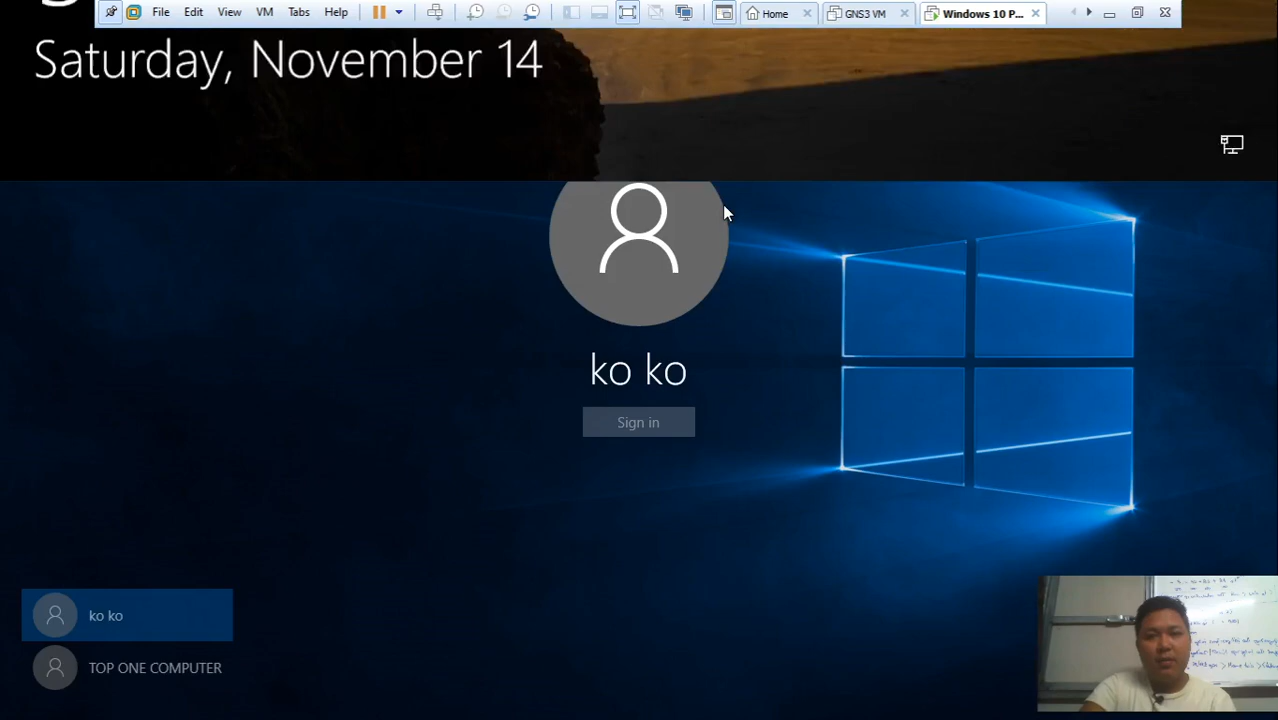 File Edit View VM Tabs Help
Home
GNS3 VM
Windows 10 P...
Saturday, November 14
ko ko
Sign in
ko ko
TOP ONE COMPUTER